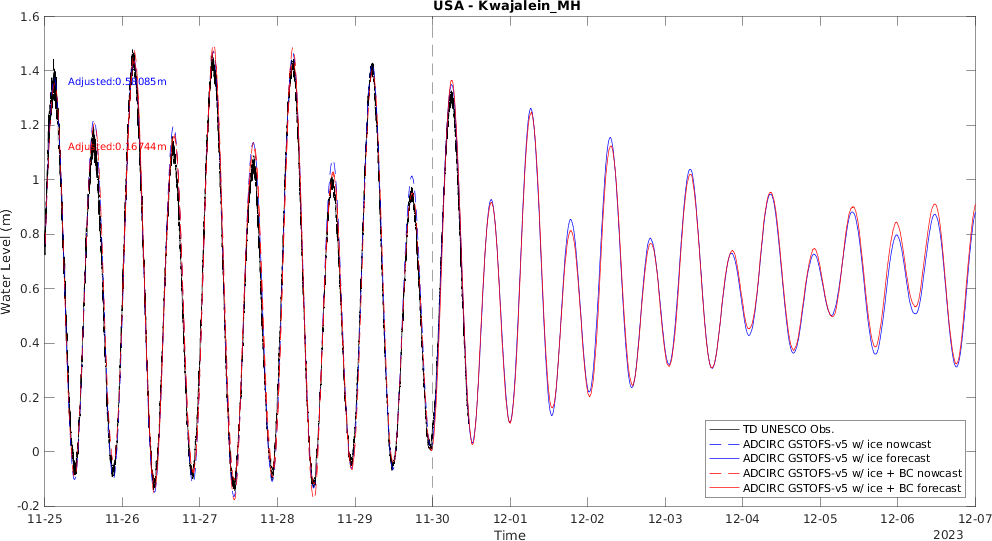 USA - Kwajalein_MH
1.6
1.4
1.2
1
0.8
0.6
0.4
0.2
0
-0.2
Water Level (m)
Adjusted:0.58085m
Adjusted:0.16744m
TD UNESCO Obs.
ADCIRC GSTOFS-v5 w/ ice nowcast
ADCIRC GSTOFS-v5 w/ ice forecast
ADCIRC GSTOFS-v5 w/ ice + BC nowcast
ADCIRC GSTOFS-v5 w/ ice + BC forecast
11-25 11-26 11-27 11-28 11-29 11-30 12-01 12-02 12-03 12-04 12-05 12-06 12-07
Time
2023